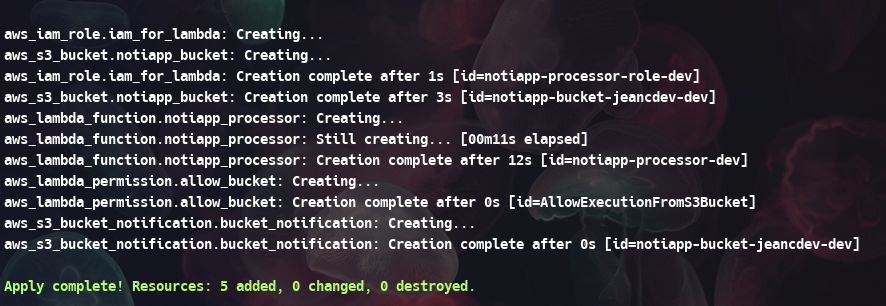 aws_iam_role.iam_for_lambda: Creating...
aws_s3_bucket.notiapp_bucket: Creating...
aws_iam_role.iam_for_lambda: Creation complete after 1s [id=notiapp-processor-role-dev]
aws_s3_bucket.notiapp_bucket: Creation complete after 3s [id=notiapp-bucket-jeancdev-dev]
aws_lambda_function.notiapp_processor: Creating...
aws_lambda_function.notiapp_processor: Still creating... [00m11s elapsed]
aws_lambda_function.notiapp_processor: Creation complete after 12s [id=notiapp-processor-dev]
aws_lambda_permission.allow_bucket: Creating...
aws_lambda_permission.allow_bucket: Creation complete after 0s [id=AllowExecutionFromS3Bucket]
aws_s3_bucket_notification.bucket_notification: Creating...
aws_s3_bucket_notification.bucket_notification: Creation complete after 0s [id=notiapp-bucket-jeancdev-dev]
Apply complete! Resources: 5 added, 0 changed, 0 destroyed.